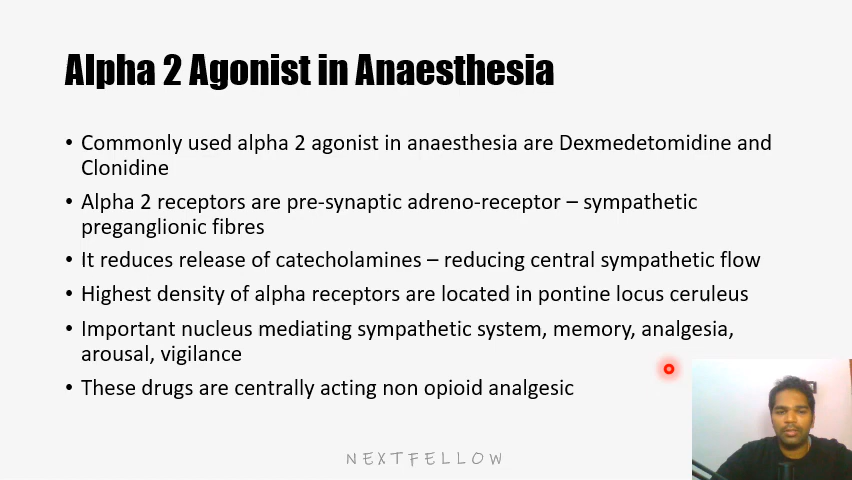 Alpha 2 Agonist in Anaesthesia
• Commonly used alpha 2 agonist in anaesthesia are Dexmedetomidine and
Clonidine
• Alpha 2 receptors are pre-synaptic adreno-receptor – sympathetic
preganglionic fibres
• It reduces release of catecholamines – reducing central sympathetic flow
• Highest density of alpha receptors are located in pontine locus ceruleus
• Important nucleus mediating sympathetic system, memory, analgesia,
arousal, vigilance
• These drugs are centrally acting non opioid analgesic
NEXTFELLOW